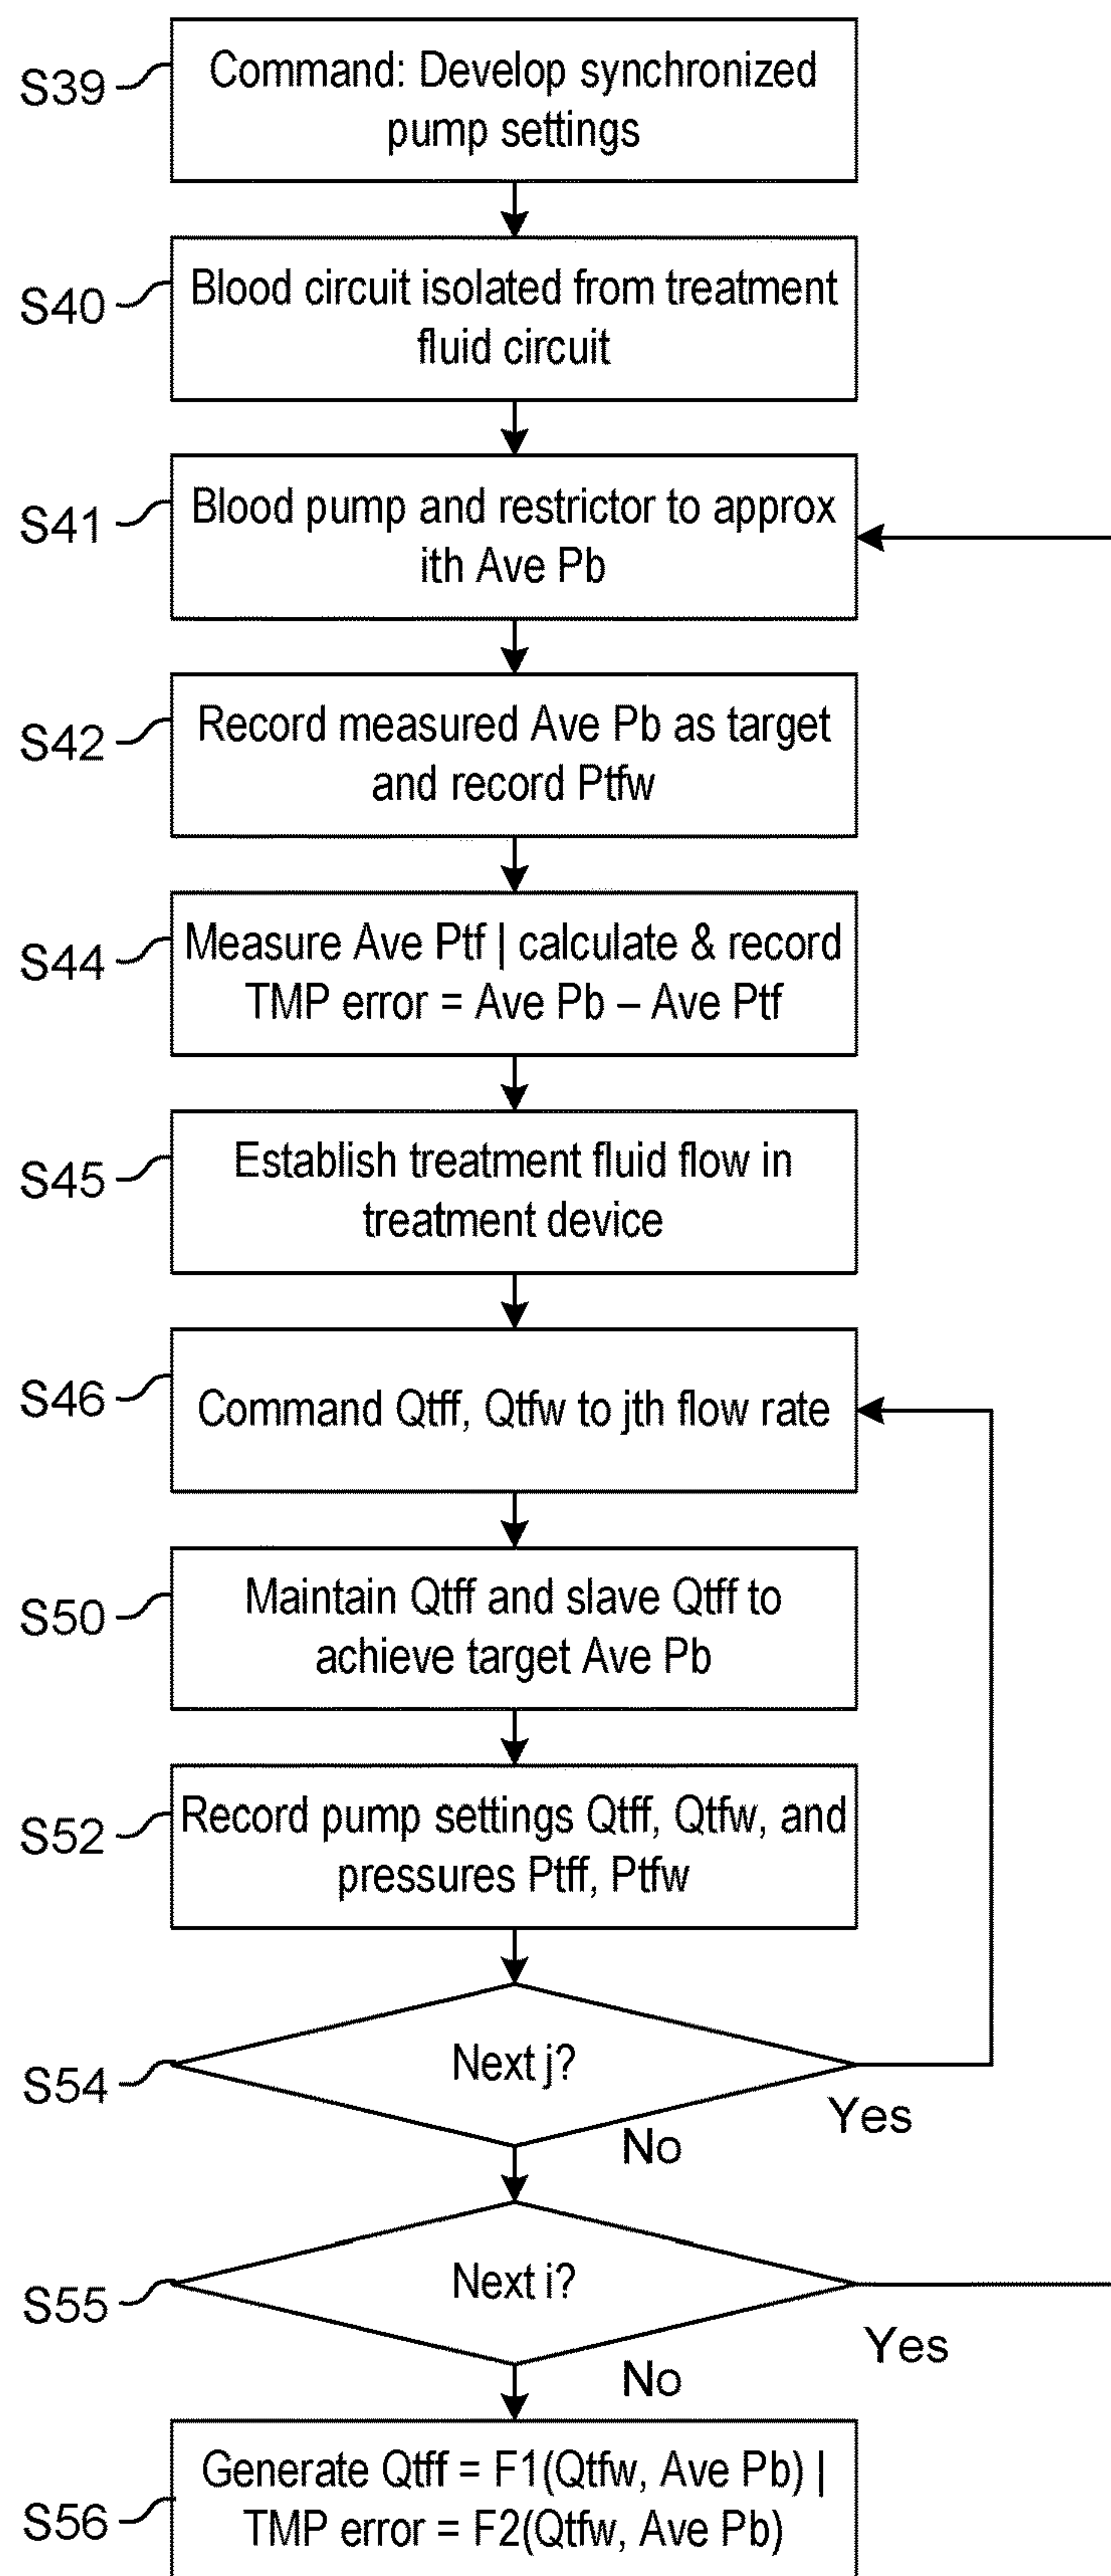 S39
Command: Develop synchronized
pump settings
S40
Blood circuit isolated from treatment
fluid circuit
S41
Blood pump and restrictor to approx
ith Ave Pb
S42
Record measured Ave Pb as target
and record Ptfw
S44
Measure Ave Ptf | calculate & record
TMP error = Ave Pb – Ave Ptf
S45
Establish treatment fluid flow in
treatment device
S46
Command Qtff, Qtfw to jth flow rate
S50
Maintain Qtff and slave Qtff to
achieve target Ave Pb
S52
Record pump settings Qtff, Qtfw, and
pressures Ptff, Ptfw
S54
Next j?
Yes
No
S55
Next i?
Yes
No
S56
Generate Qtff = F1(Qtfw, Ave Pb) |
TMP error = F2(Qtfw, Ave Pb)